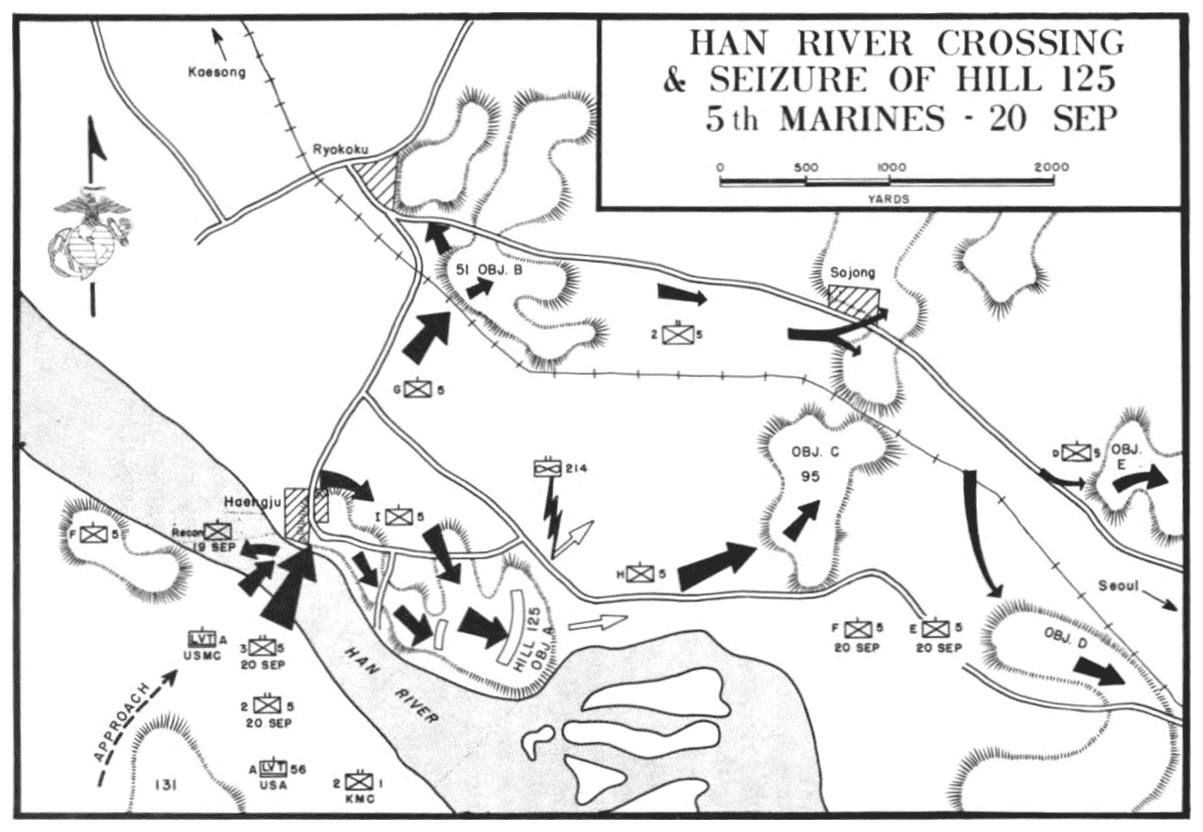 HAN RIVER CROSSING
& SEIZURE OF HILL 125
5th MARINES - 20 SEP
0 500 1000 2000
YARDS
Kaesong
Ryokoku
51 OBJ. B
Sojong
2 5
G 5
OBJ. C
95
D 5
OBJ.
E
214
Haengju
I 5
F 5
Recon
19 SEP
H 5
Seoul
HILL 125
OBJ A
F 5
20 SEP
E 5
20 SEP
OBJ. D
LVT A
USMC
3 5
20 SEP
HAN RIVER
APPROACH
2 5
20 SEP
131
A LVT 56
USA
2 1
KMC